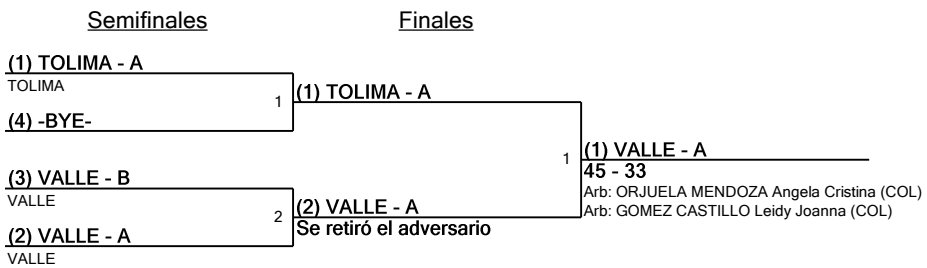 Semifinales
Finales
(1) TOLIMA - A
TOLIMA
1
(4) -BYE-
(1) TOLIMA - A
(3) VALLE - B
VALLE
2
(2) VALLE - A
VALLE
(2) VALLE - A
Se retiró el adversario
1
(1) VALLE - A
45 - 33
Arb: ORJUELA MENDOZA Angela Cristina (COL)
Arb: GOMEZ CASTILLO Leidy Joanna (COL)